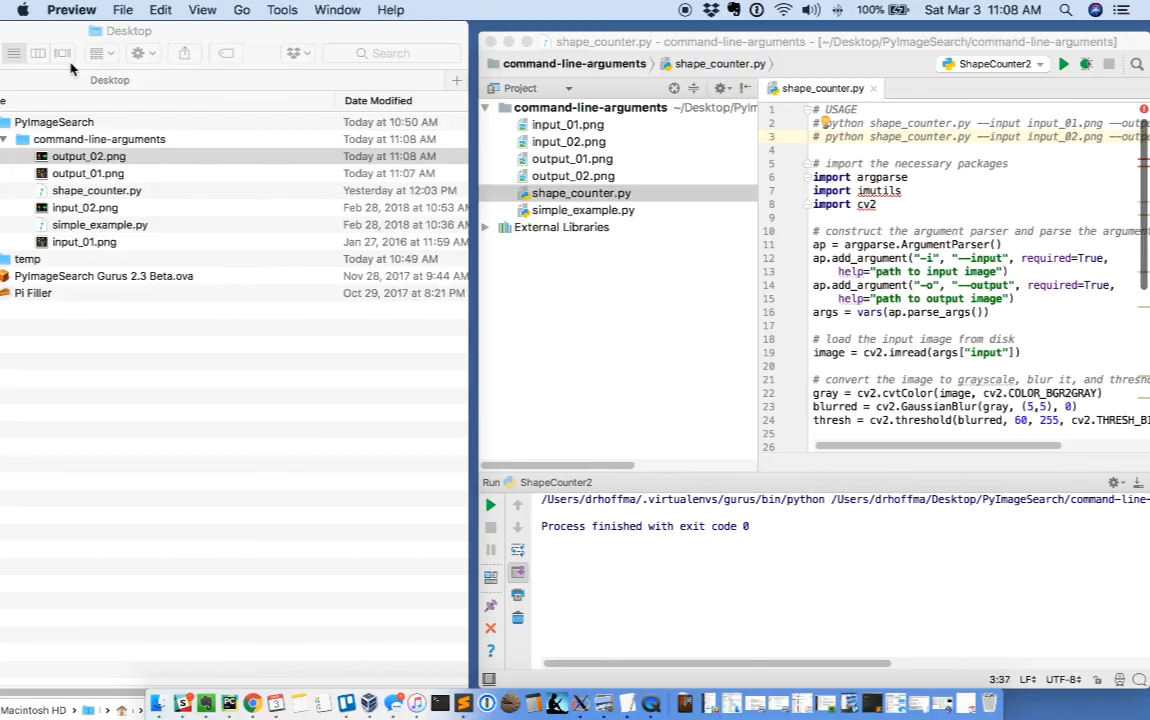 Preview File Edit View Go Tools Window Help 100% Sat Mar 3 11:08 AM
Desktop
Search
Desktop
e Date Modified
PyImageSearch Today at 10:50 AM
command-line-arguments Today at 11:08 AM
output_02.png Today at 11:08 AM
output_01.png Today at 11:07 AM
shape_counter.py Yesterday at 12:03 PM
input_02.png Feb 28, 2018 at 10:53 AM
simple_example.py Feb 28, 2018 at 10:36 AM
input_01.png Jan 27, 2016 at 11:59 AM
temp Today at 10:49 AM
PyImageSearch Gurus 2.3 Beta.ova Nov 28, 2017 at 9:44 AM
Pi Filler Oct 29, 2017 at 8:21 PM
Macintosh HD
shape_counter.py - command-line-arguments - [~/Desktop/PyImageSearch/command-line-arguments]
command-line-arguments shape_counter.py ShapeCounter2
Project
command-line-arguments ~/Desktop/PyIm
input_01.png
input_02.png
output_01.png
output_02.png
shape_counter.py
simple_example.py
External Libraries
shape_counter.py
1 # USAGE
2 # python shape_counter.py --input input_01.png --outp
3 # python shape_counter.py --input input_02.png --outp
4
5 # import the necessary packages
6 import argparse
7 import imutils
8 import cv2
9
10 # construct the argument parser and parse the argumen
11 ap = argparse.ArgumentParser()
12 ap.add_argument("-i", "--input", required=True,
13 help="path to input image")
14 ap.add_argument("-o", "--output", required=True,
15 help="path to output image")
16 args = vars(ap.parse_args())
17
18 # load the input image from disk
19 image = cv2.imread(args["input"])
20
21 # convert the image to grayscale, blur it, and thresh
22 gray = cv2.cvtColor(image, cv2.COLOR_BGR2GRAY)
23 blurred = cv2.GaussianBlur(gray, (5,5), 0)
24 thresh = cv2.threshold(blurred, 60, 255, cv2.THRESH_BI
25
26
Run ShapeCounter2
/Users/drhoffma/.virtualenvs/gurus/bin/python /Users/drhoffma/Desktop/PyImageSearch/command-line-
Process finished with exit code 0
3:37 LF÷ UTF-8÷